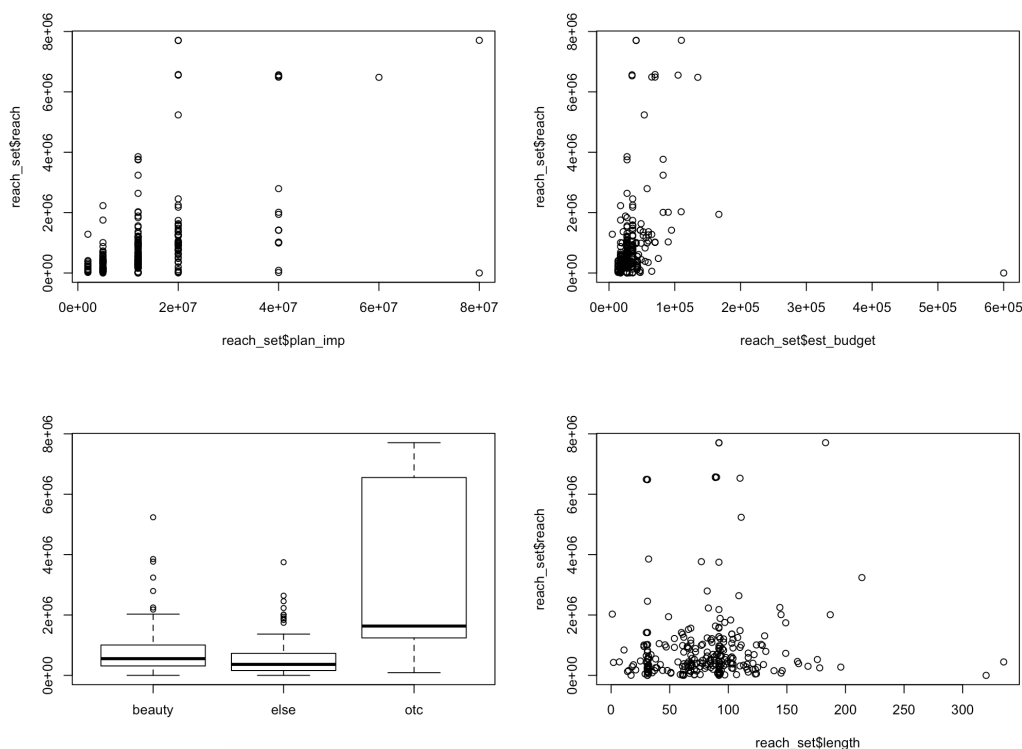 8e+06
6e+06
4e+06
2e+06
0e+00
reach_set$reach
0e+00 2e+07 4e+07 6e+07 8e+07
reach_set$plan_imp
8e+06
6e+06
4e+06
2e+06
0e+00
reach_set$reach
0e+00 1e+05 2e+05 3e+05 4e+05 5e+05 6e+05
reach_set$est_budget
8e+06
6e+06
4e+06
2e+06
0e+00
beauty else otc
8e+06
6e+06
4e+06
2e+06
0e+00
reach_set$reach
0 50 100 150 200 250 300
reach_set$length